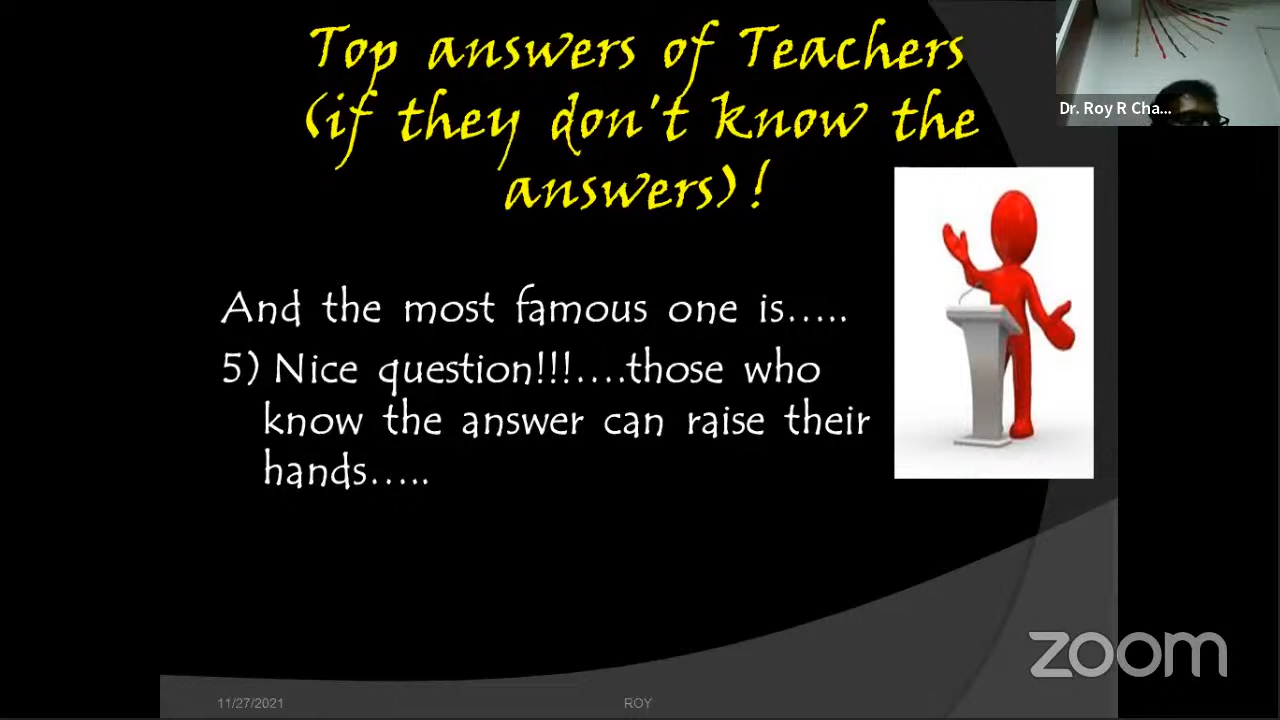 Top answers of Teachers
(if they don't know the
answers)!
Dr. Roy R Cha...
And the most famous one is.....
5) Nice question!!!....those who
know the answer can raise their
hands.....
zoom
11/27/2021
ROY